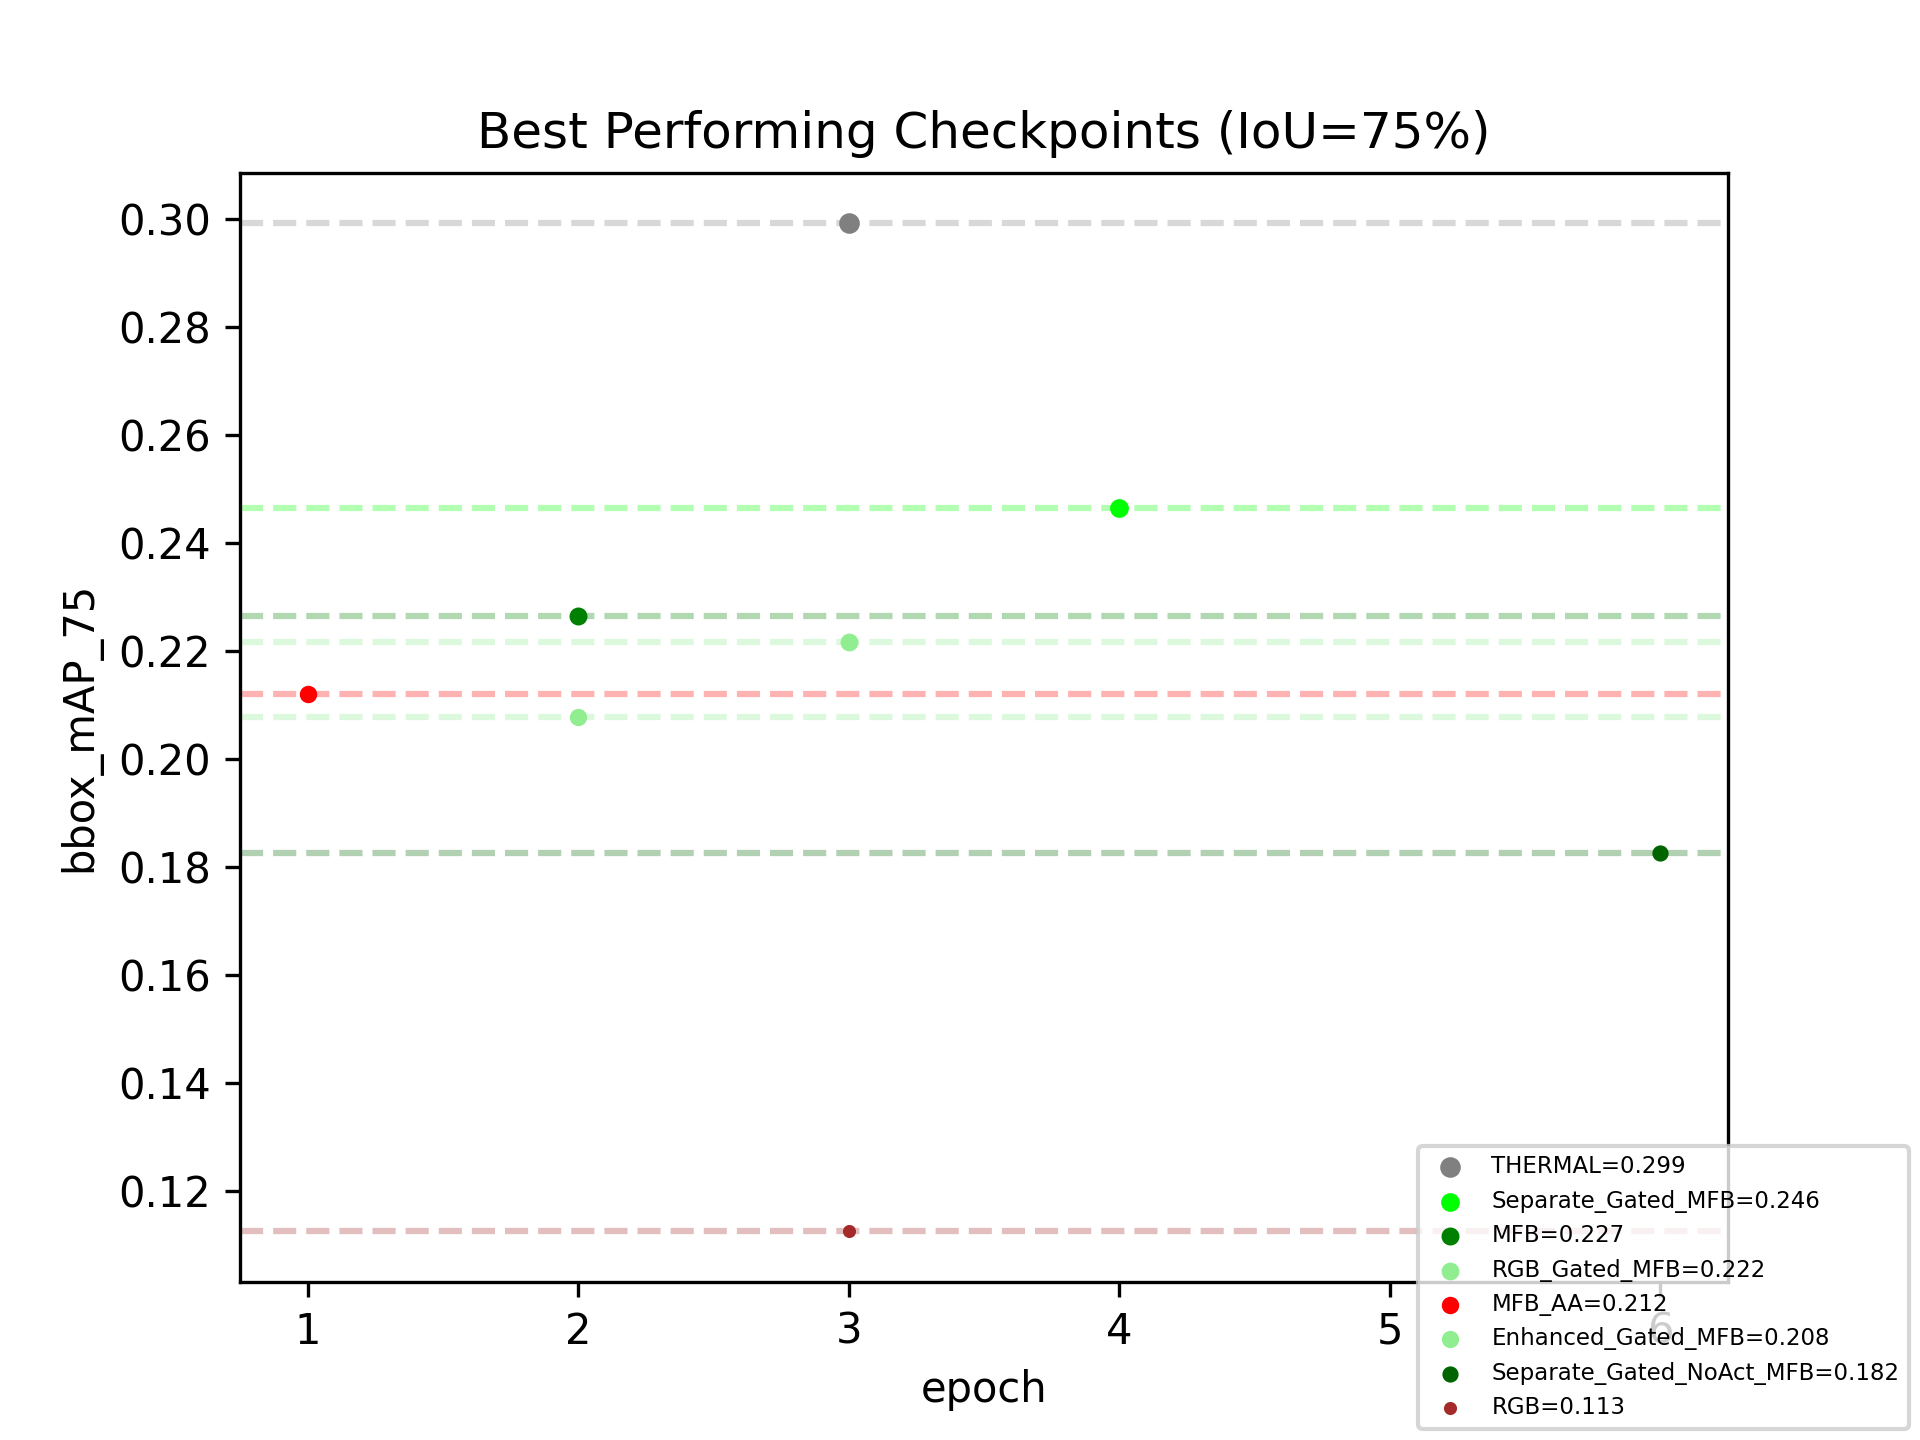 Best Performing Checkpoints (IoU=75%)
bbox_mAP_75
0.30
0.28
0.26
0.24
0.22
0.20
0.18
0.16
0.14
0.12
1 2 3 4 5 6
epoch
THERMAL=0.299
Separate_Gated_MFB=0.246
MFB=0.227
RGB_Gated_MFB=0.222
MFB_AA=0.212
Enhanced_Gated_MFB=0.208
Separate_Gated_NoAct_MFB=0.182
RGB=0.113